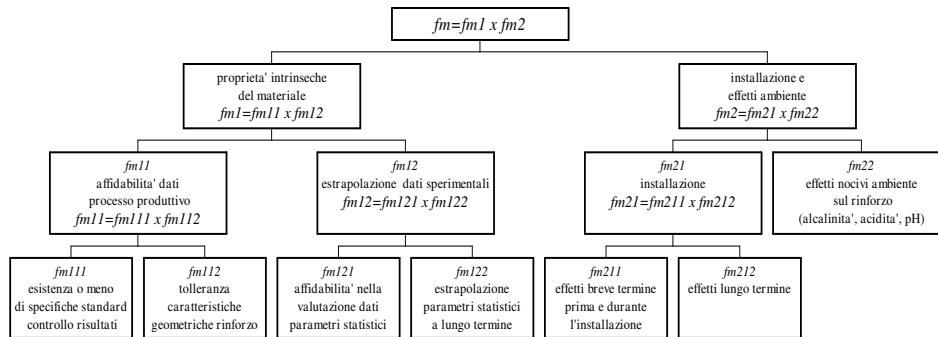 fm=fm1 x fm2
proprieta' intrinseche
del materiale
fm1=fm11 x fm12
installazione e
effetti ambiente
fm2=fm21 x fm22
fm11
affidabilita' dati
processo produttivo
fm11=fm111 x fm112
fm12
estrapolazione dati sperimentali
fm12=fm121 x fm122
fm21
installazione
fm21=fm211 x fm212
fm22
effetti nocivi ambiente
sul rinforzo
(alcalinita', acidita', pH)
fm111
esistenza o meno
di specifiche standard
controllo risultati
fm112
tolleranza
caratteristiche
geometriche rinforzo
fm121
affidabilita' nella
valutazione dati
parametri statistici
fm122
estrapolazione
parametri statistici
a lungo termine
fm211
effetti breve termine
prima e durante
l'installazione
fm212
effetti lungo termine